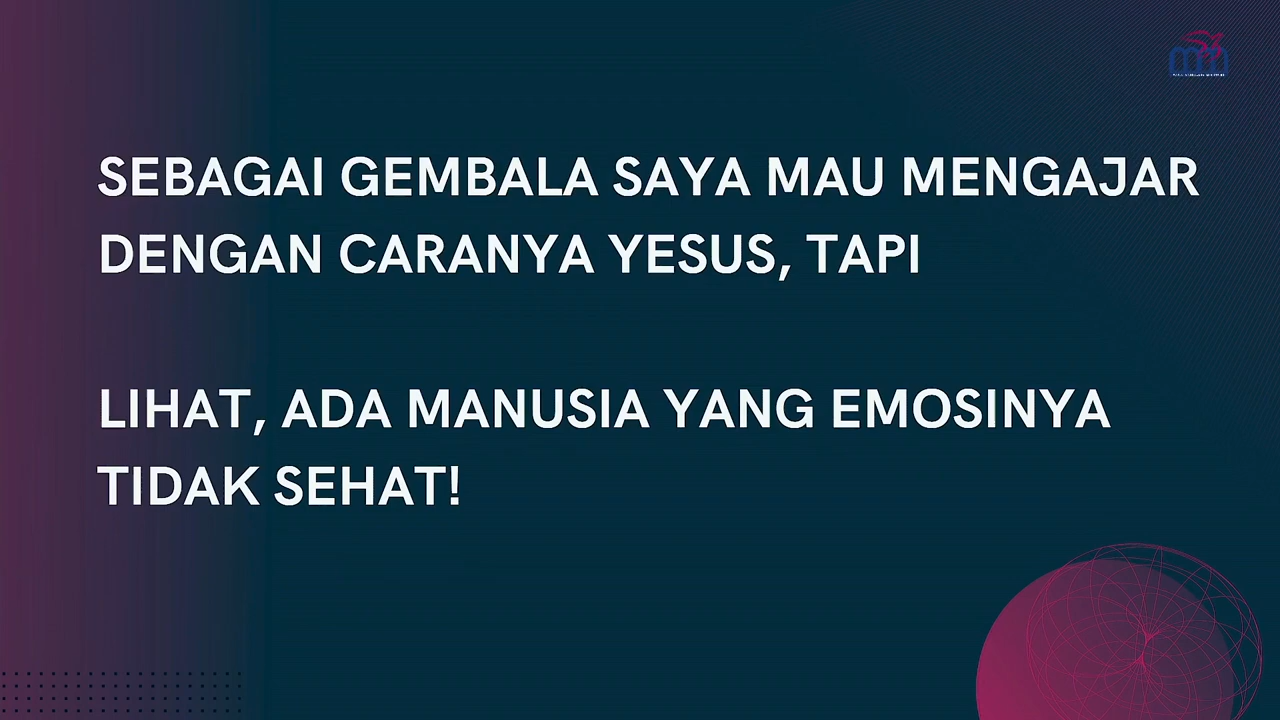 SEBAGAI GEMBALA SAYA MAU MENGAJAR
DENGAN CARANYA YESUS, TAPI
LIHAT, ADA MANUSIA YANG EMOSINYA
TIDAK SEHAT!